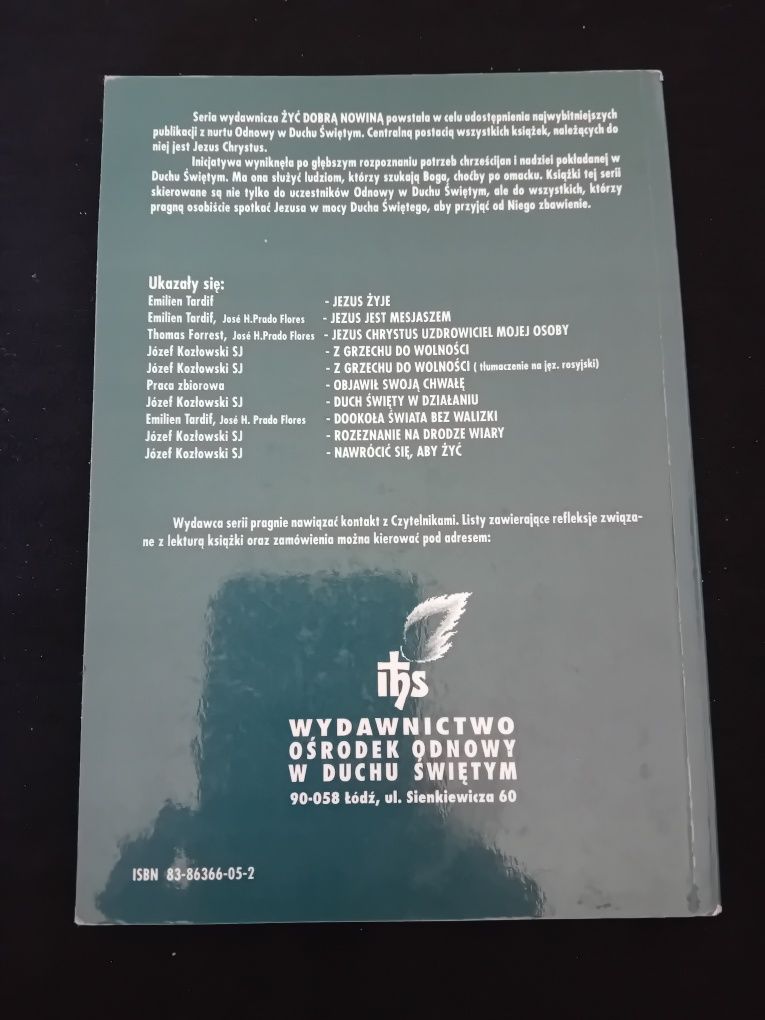 Seria wydawnicza ŻYĆ DOBRĄ NOWINĄ powstała w celu udostępnienia najwybitniejszych
publikacji z nurtu Odnowy w Duchu Świętym. Centralną postacią wszystkich książek, należących do
niej jest Jezus Chrystus.
Inicjatywa wyniknęła po głębszym rozpoznaniu potrzeb chrześcijan i nadziei pokładanej w
Duchu Świętym. Ma ona służyć ludziom, którzy szukają Boga, choćby po omacku. Książki tej serii
skierowane są nie tylko do uczestników Odnowy w Duchu Świętym, ale do wszystkich, którzy
pragną osobiście spotkać Jezusa w mocy Ducha Świętego, aby przyjąć od Niego zbawienie.
Ukazały się:
Emilien Tardif - JEZUS ŻYJE
Emilien Tardif, José H.Prado Flores - JEZUS JEST MESJASZEM
Thomas Forrest, José H.Prado Flores - JEZUS CHRYSTUS UZDROWICIEL MOJEJ OSOBY
Józef Kozłowski SJ - Z GRZECHU DO WOLNOŚCI
Józef Kozłowski SJ - Z GRZECHU DO WOLNOŚCI ( tłumaczenie na jęz. rosyjski)
Praca zbiorowa - OBJAWIŁ SWOJĄ CHWAŁĘ
Józef Kozłowski SJ - DUCH ŚWIĘTY W DZIAŁANIU
Emilien Tardif, José H. Prado Flores - DOOKOŁA ŚWIATA BEZ WALIZKI
Józef Kozłowski SJ - ROZEZNANIE NA DRODZE WIARY
Józef Kozłowski SJ - NAWRÓCIĆ SIĘ, ABY ŻYĆ
Wydawca serii pragnie nawiązać kontakt z Czytelnikami. Listy zawierające refleksje związa-
ne z lekturą książki oraz zamówienia można kierować pod adresem:
ihs
WYDAWNICTWO
OŚRODEK ODNOWY
W DUCHU ŚWIĘTYM
90-058 Łódź, ul. Sienkiewicza 60
ISBN 83-86366-05-2